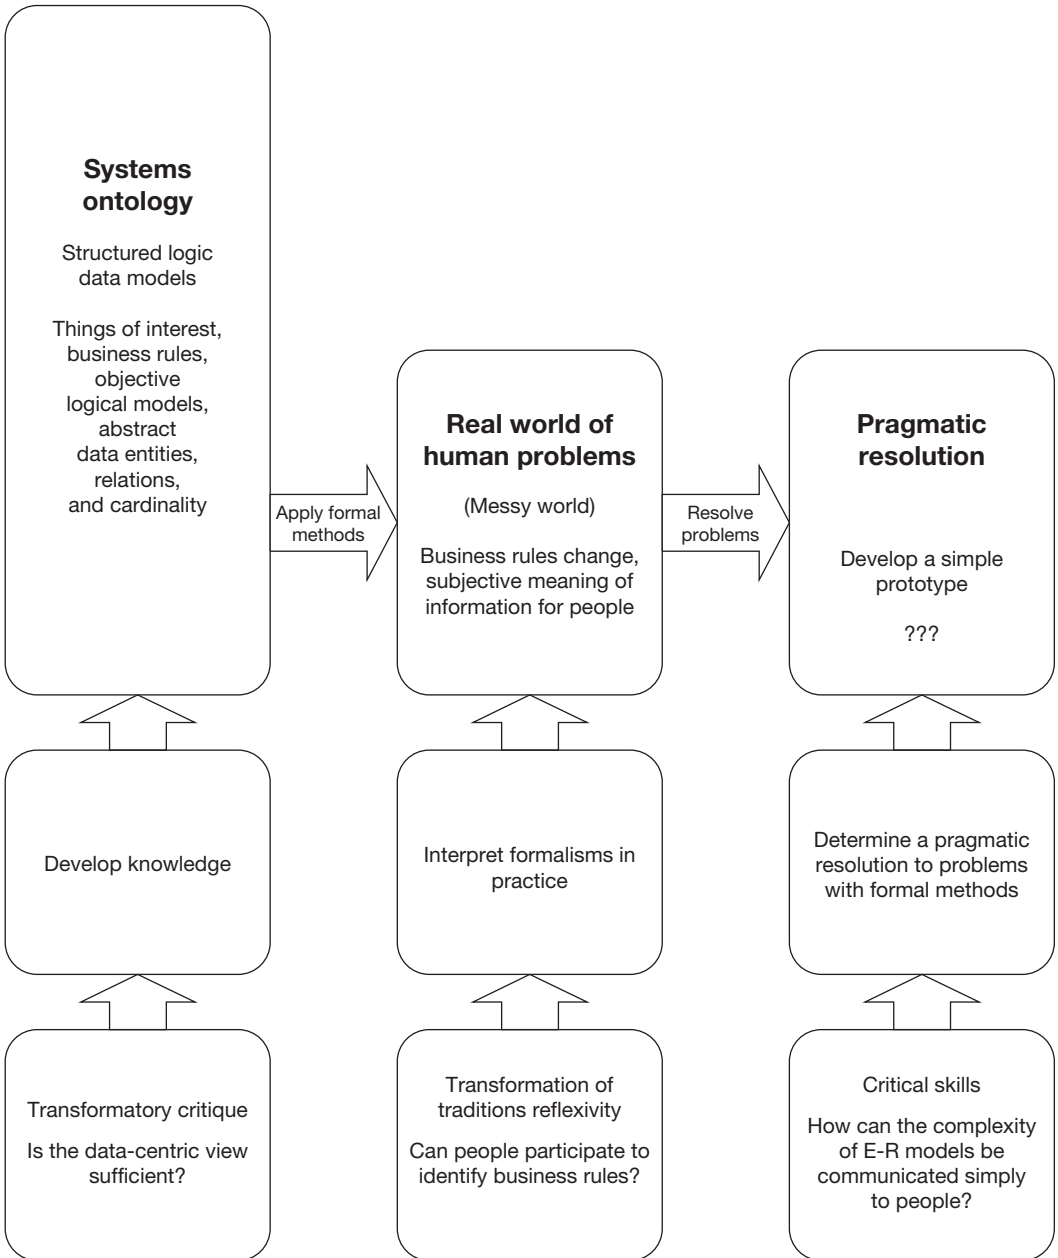 Systems
ontology
Structured logic
data models
Things of interest,
business rules,
objective
logical models,
abstract
data entities,
relations,
and cardinality
Apply formal
methods
Real world of
human problems
(Messy world)
Business rules change,
subjective meaning of
information for people
Resolve
problems
Pragmatic
resolution
Develop a simple
prototype
???
Develop knowledge
Interpret formalisms in
practice
Determine a pragmatic
resolution to problems
with formal methods
Transformatory critique
Is the data-centric view
sufficient?
Transformation of
traditions reflexivity
Can people participate to
identify business rules?
Critical skills
How can the complexity
of E-R models be
communicated simply
to people?